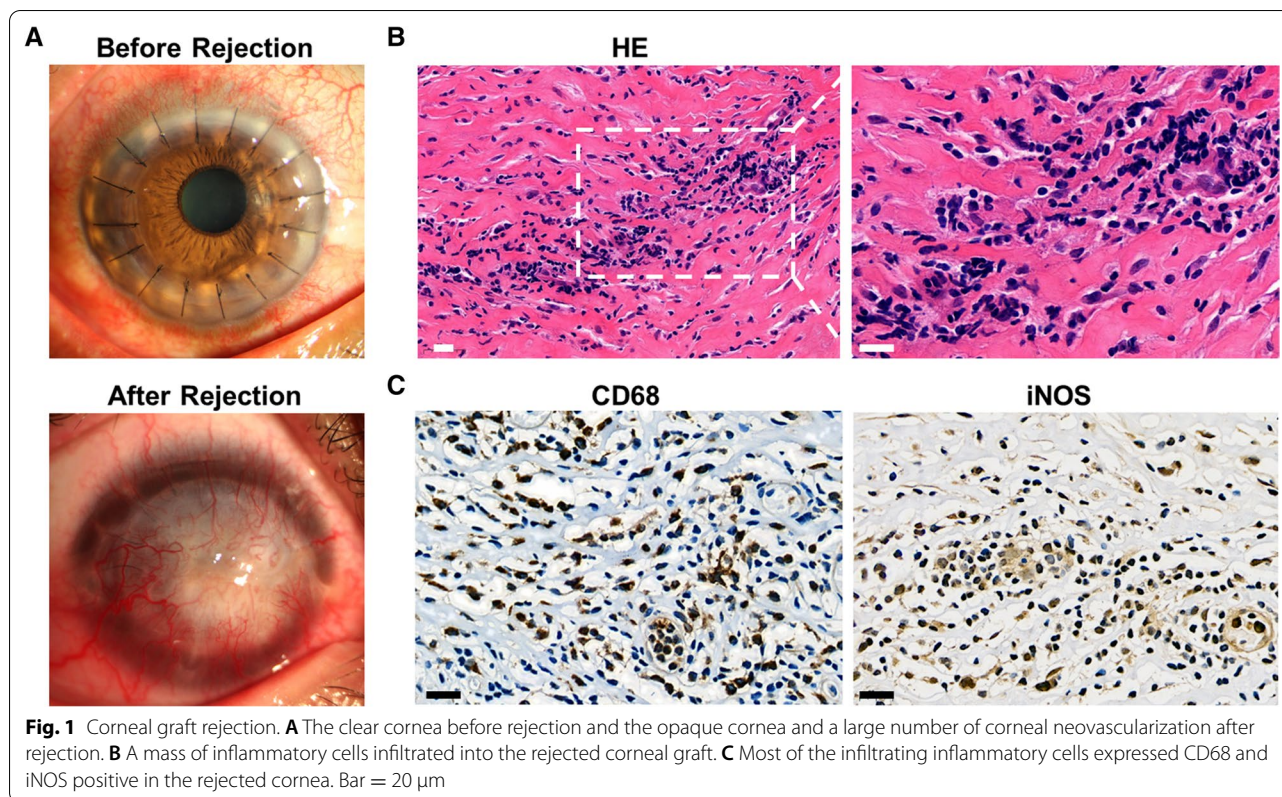 A
Before Rejection
B
HE
After Rejection
C
CD68
iNOS
Fig. 1 Corneal graft rejection. A The clear cornea before rejection and the opaque cornea and a large number of corneal neovascularization after
rejection. B A mass of inflammatory cells infiltrated into the rejected corneal graft. C Most of the infiltrating inflammatory cells expressed CD68 and
iNOS positive in the rejected cornea. Bar = 20 µm